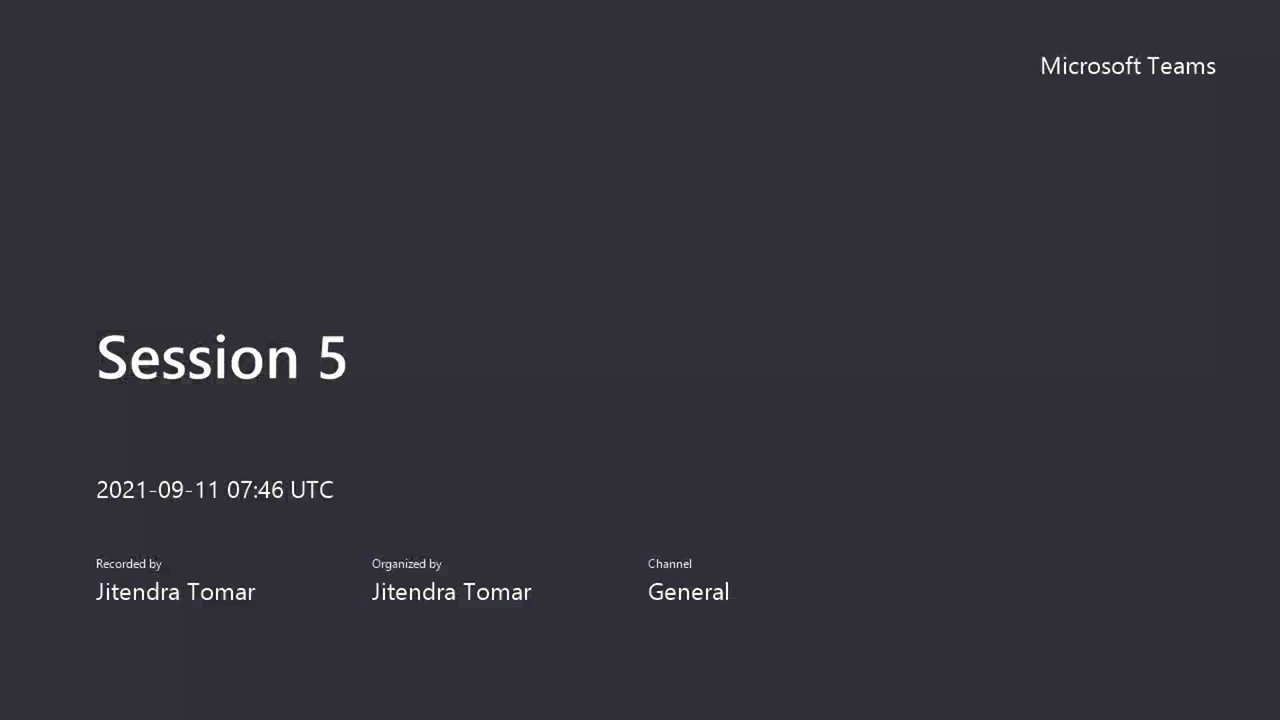 Microsoft Teams
Session 5
2021-09-11 07:46 UTC
Recorded by
Jitendra Tomar
Organized by
Jitendra Tomar
Channel
General